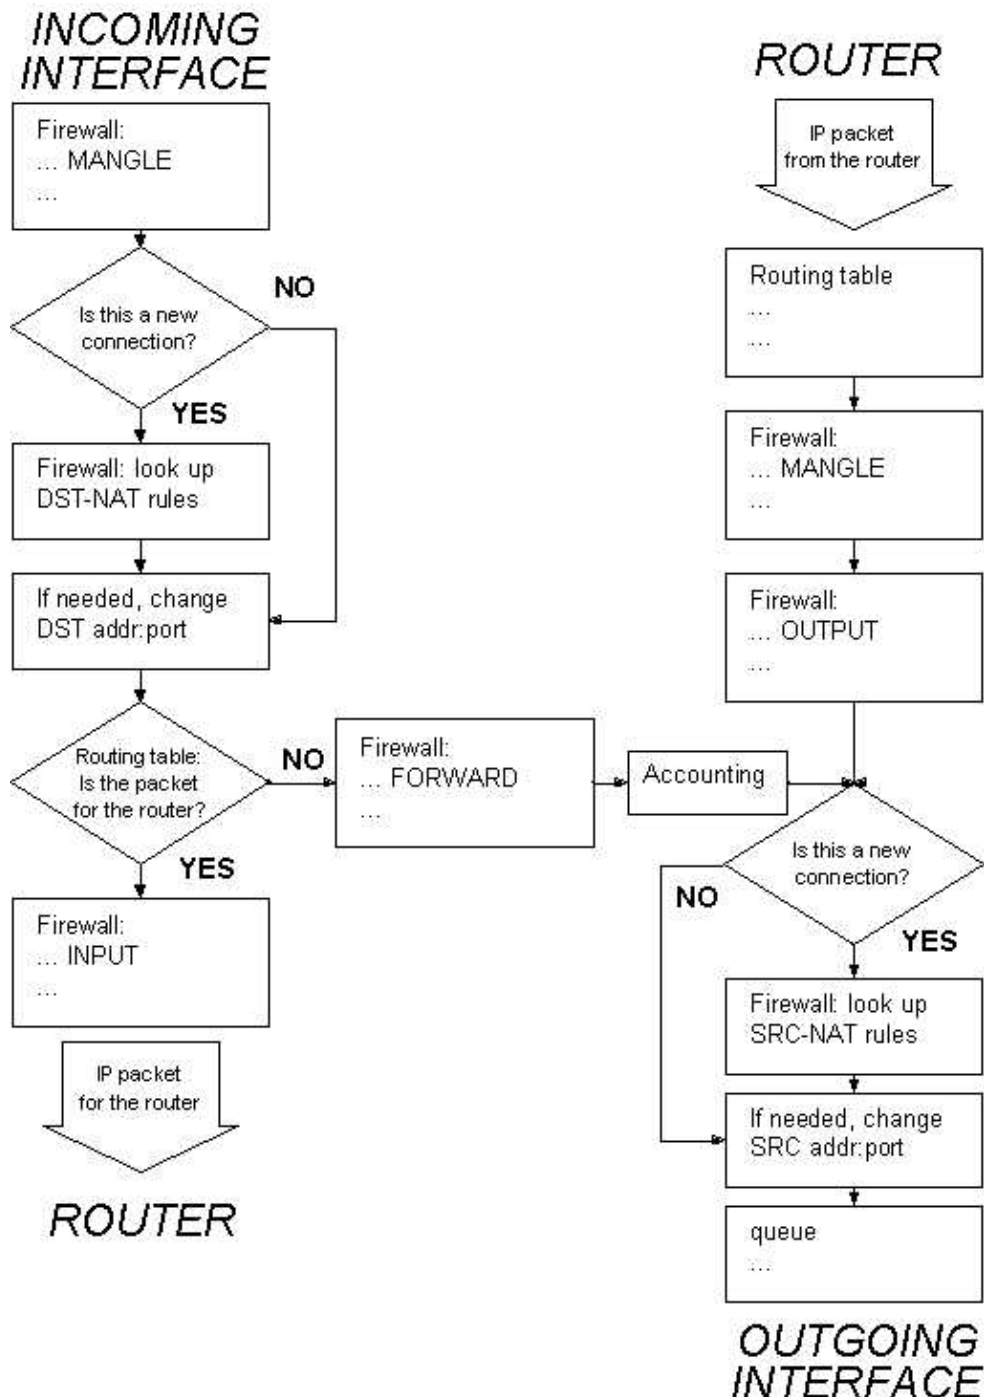 INCOMING
INTERFACE
Firewall:
... MANGLE
...
Is this a new
connection?
NO
YES
Firewall: look up
DST-NAT rules
If needed, change
DST addr:port
Routing table:
Is the packet
for the router?
NO
YES
Firewall:
... INPUT
...
IP packet
for the router
ROUTER
Firewall:
... FORWARD
...
Accounting
ROUTER
IP packet
from the router
Routing table
...
...
Firewall:
... MANGLE
...
Firewall:
... OUTPUT
...
Is this a new
connection?
NO
YES
Firewall: look up
SRC-NAT rules
If needed, change
SRC addr:port
queue
...
OUTGOING
INTERFACE